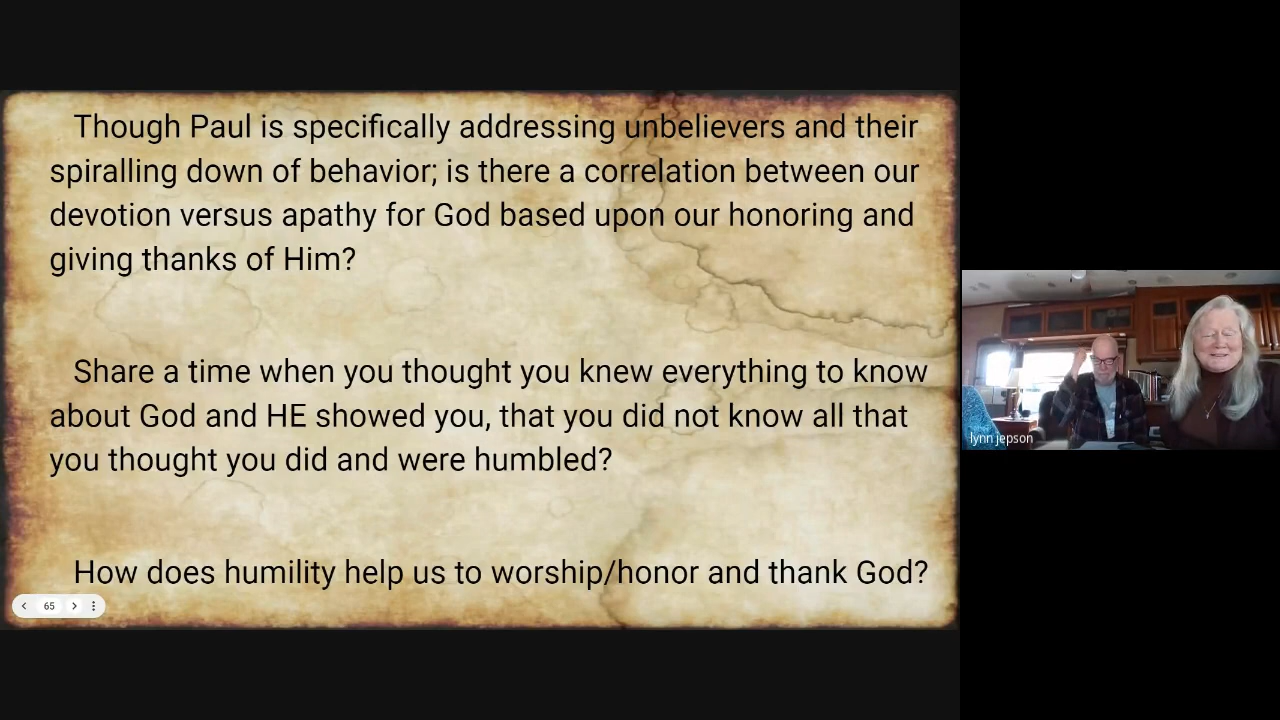 Though Paul is specifically addressing unbelievers and their
spiralling down of behavior; is there a correlation between our
devotion versus apathy for God based upon our honoring and
giving thanks of Him?
Share a time when you thought you knew everything to know
about God and HE showed you, that you did not know all that
you thought you did and were humbled?
How does humility help us to worship/honor and thank God?
65
lynn jepson